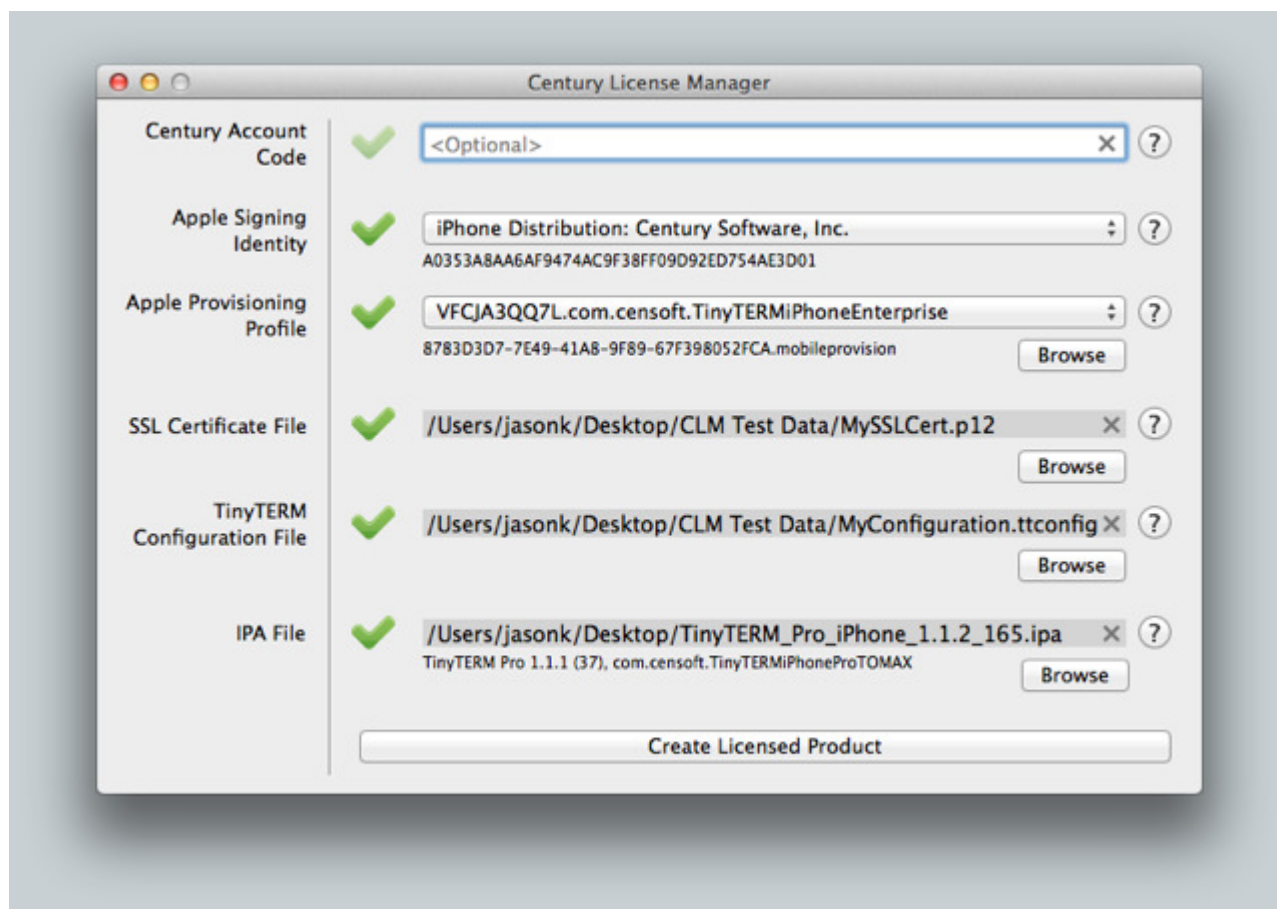 Century License Manager
Century Account
Code
<Optional>
?
Apple Signing
Identity
iPhone Distribution: Century Software, Inc.
?
A0353A8AA6AF9474AC9F38FF09D92ED754AE3D01
Apple Provisioning
Profile
VFCJA3QQ7L.com.censoft.TinyTERMiPhoneEnterprise
?
8783D3D7-7E49-41A8-9F89-67F398052FCA.mobileprovision
Browse
SSL Certificate File
/Users/jasonk/Desktop/CLM Test Data/MySSLCert.p12
?
Browse
TinyTERM
Configuration File
/Users/jasonk/Desktop/CLM Test Data/MyConfiguration.ttconfig
?
Browse
IPA File
/Users/jasonk/Desktop/TinyTERM_Pro_iPhone_1.1.2_165.ipa
?
TinyTERM Pro 1.1.1 (37), com.censoft.TinyTERMiPhoneProTOMAX
Browse
Create Licensed Product